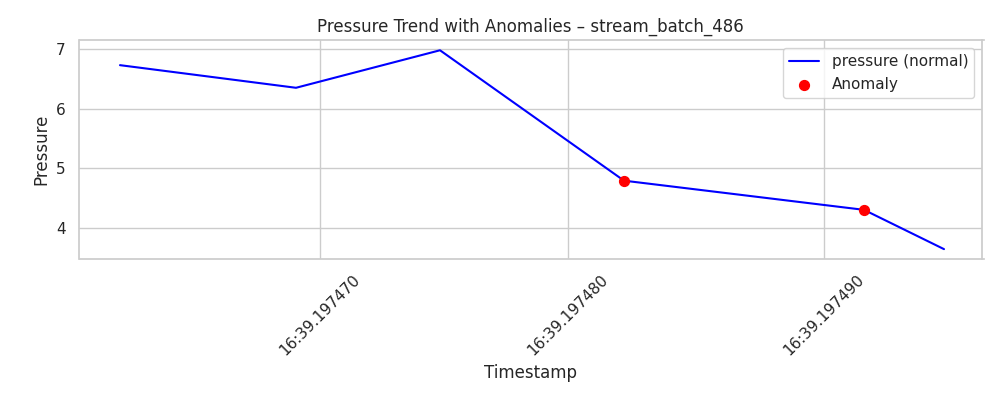 Pressure Trend with Anomalies – stream_batch_486
pressure (normal)
Anomaly
Pressure
7
6
5
4
16:39.197470
16:39.197480
16:39.197490
Timestamp